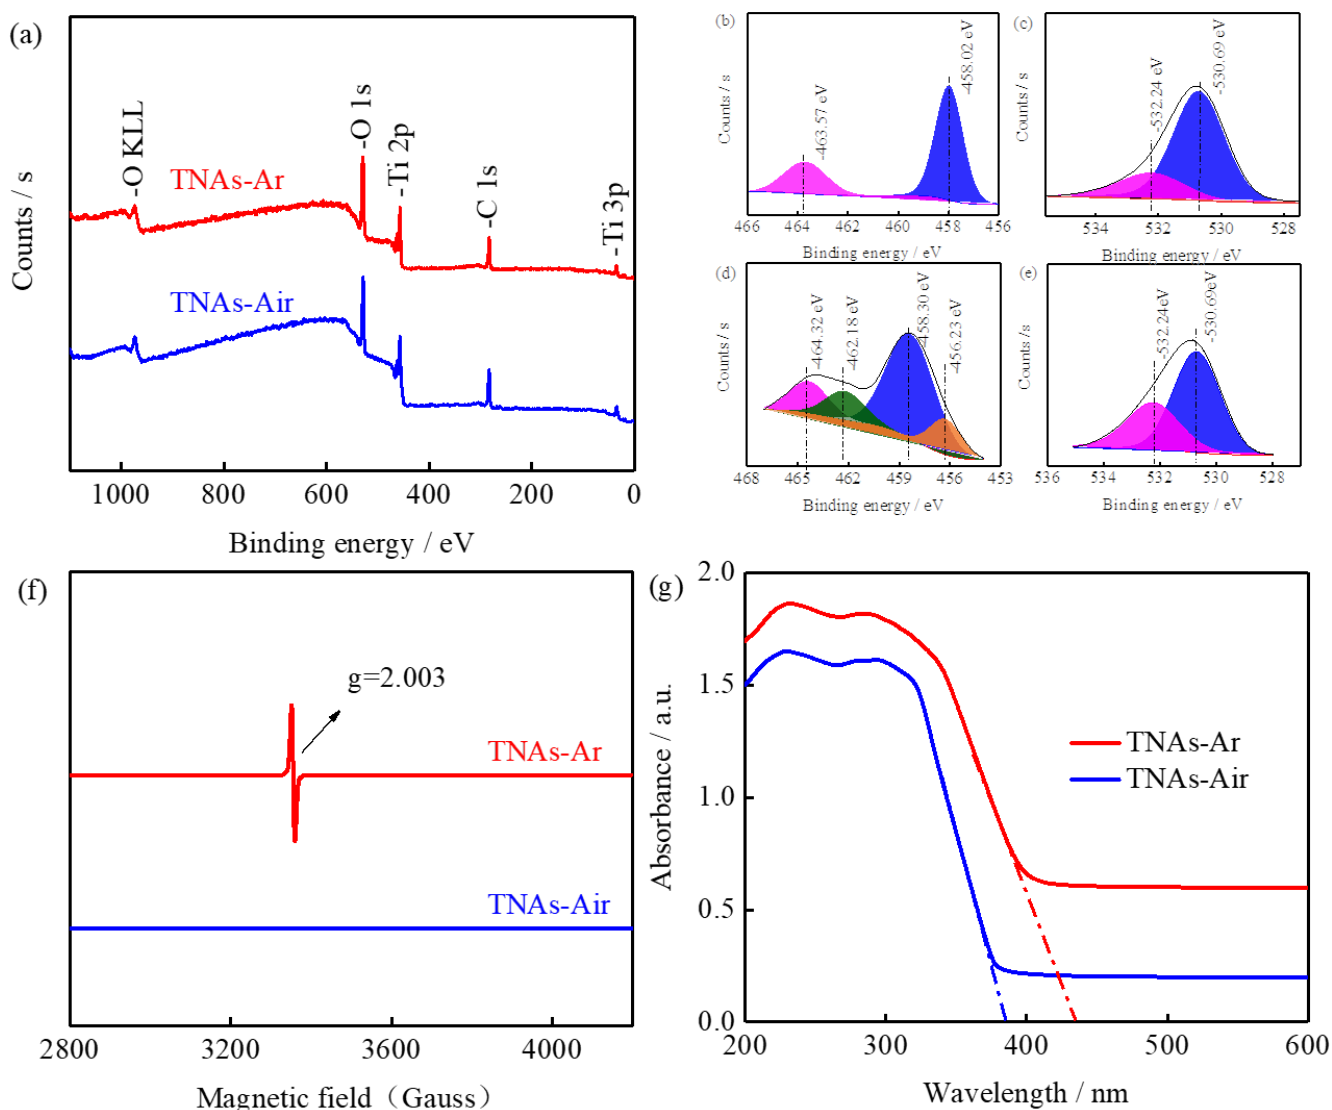 (a)
Counts / s
-O KLL
-O 1s
-Ti 2p
-C 1s
-Ti 3p
TNAs-Ar
TNAs-Air
1000 800 600 400 200 0
Binding energy / eV
(b)
Counts / s
-463.57 eV
-458.02 eV
466 464 462 460 458 456
Binding energy / eV
(c)
Counts / s
-532.24 eV
-530.69 eV
534 532 530 528
Binding energy / eV
(d)
Counts / s
-464.32 eV
-462.18 eV
-458.30 eV
-456.23 eV
468 465 462 459 456 453
Binding energy / eV
(e)
Counts / s
-532.24eV
-530.69eV
536 534 532 530 528
Binding energy / eV
(f)
g=2.003
TNAs-Ar
TNAs-Air
2800 3200 3600 4000
Magnetic field（Gauss）
(g)
Absorbance / a.u.
2.0
1.5
1.0
0.5
0.0
TNAs-Ar
TNAs-Air
200 300 400 500 600
Wavelength / nm